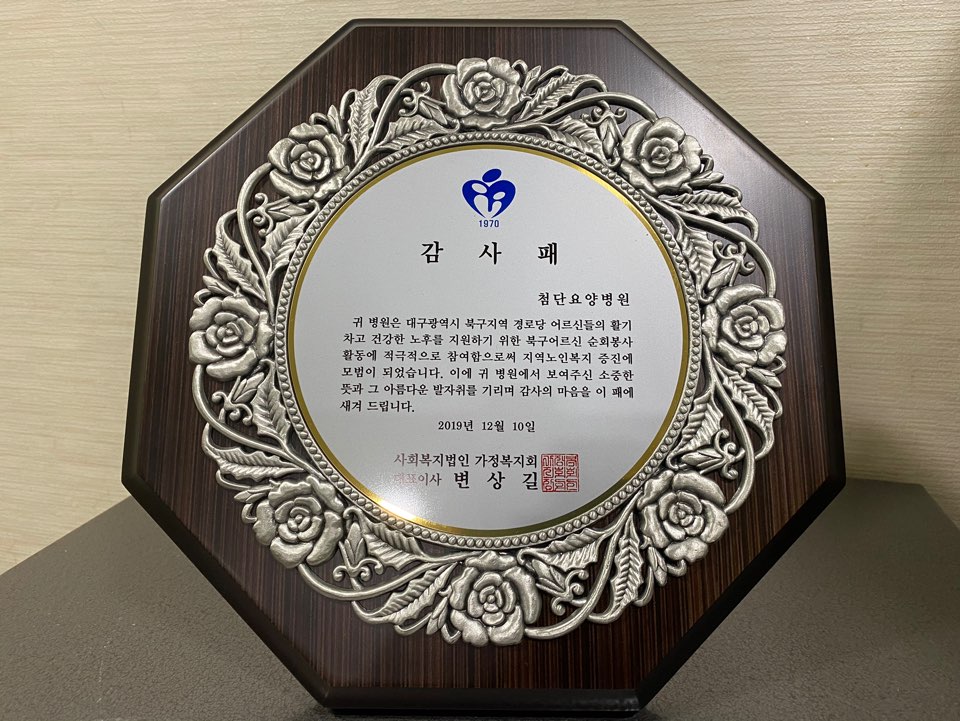 1970
감 사 패
첨단요양병원
귀 병원은 대구광역시 북구지역 경로당 어르신들의 활기
차고 건강한 노후를 지원하기 위한 북구어르신 순회봉사
활동에 적극적으로 참여함으로써 지역노인복지 증진에
모범이 되었습니다. 이에 귀 병원에서 보여주신 소중한
뜻과 그 아름다운 발자취를 기리며 감사의 마음을 이 패에
새겨 드립니다.
2019년 12월 10일
사회복지법인 가정복지회
대표이사 변 상 길